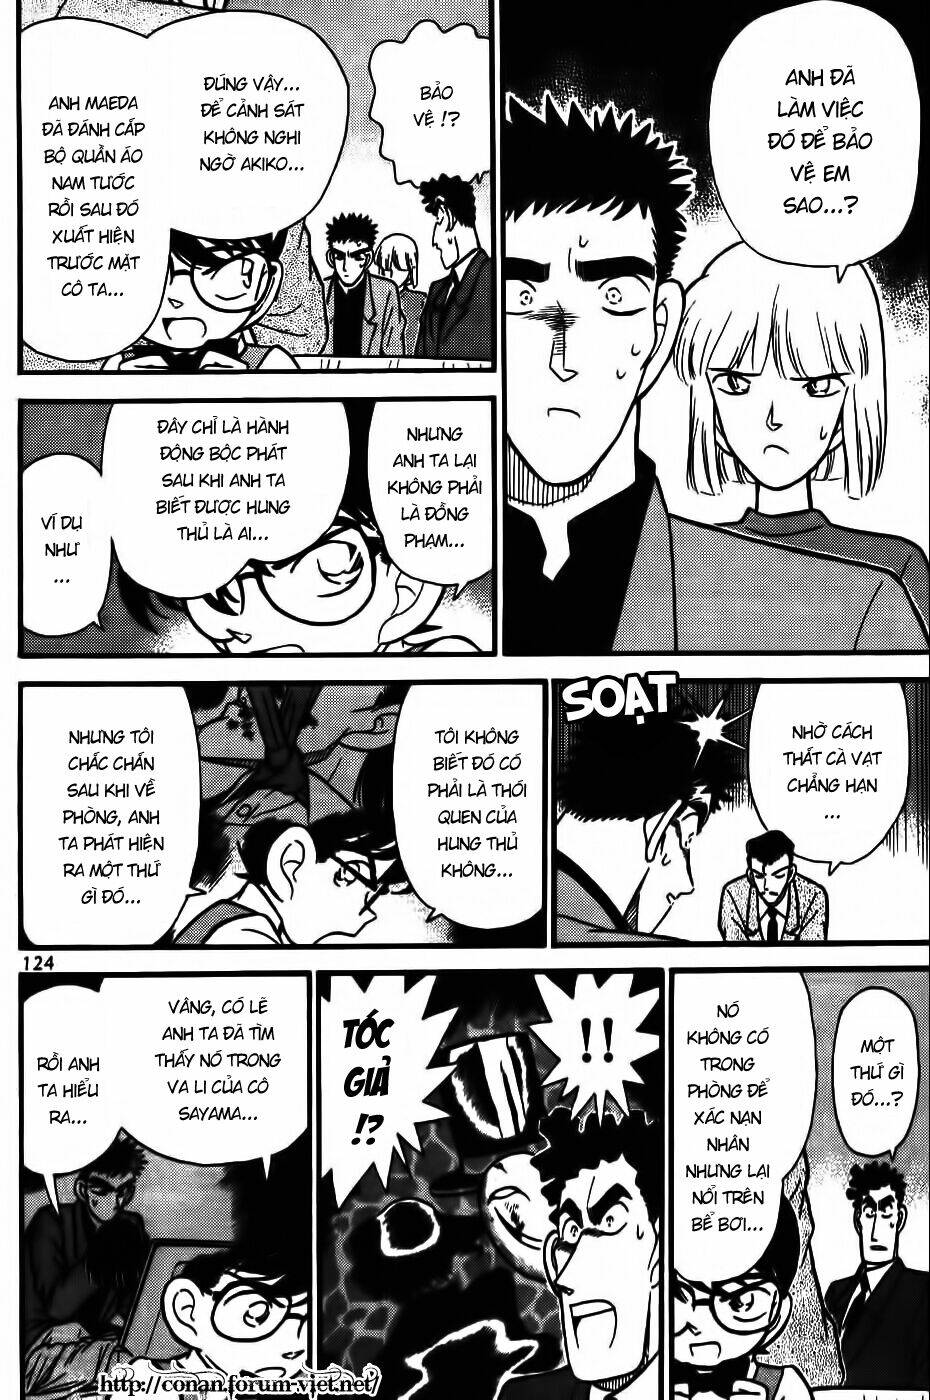 ANH ĐÃ
LÀM VIỆC
ĐÓ ĐỂ BẢO
VỆ EM
SAO...?
BẢO
VỆ !?
ĐÚNG VẬY...
ĐỂ CẢNH SÁT
KHÔNG NGHI
NGỜ AKIKO...
ANH MAEDA
ĐÃ ĐÁNH CẮP
BỘ QUẦN ÁO
NAM TƯỚC
RỒI SAU ĐÓ
XUẤT HIỆN
TRƯỚC MẶT
CÔ TA...
NHƯNG
ANH TA LẠI
KHÔNG PHẢI
LÀ ĐỒNG
PHẠM...
ĐÂY CHỈ LÀ HÀNH
ĐỘNG BỘC PHÁT
SAU KHI ANH TA
BIẾT ĐƯỢC HUNG
THỦ LÀ AI...
VÍ DỤ
NHƯ
...
NHỜ CÁCH
THẮT CÀ VẠT
CHẲNG HẠN
...
SOẠT
TÔI KHÔNG
BIẾT ĐÓ CÓ
PHẢI LÀ THÓI
QUEN CỦA
HUNG THỦ
KHÔNG...
NHƯNG TÔI
CHẮC CHẮN
SAU KHI VỀ
PHÒNG, ANH
TA PHÁT HIỆN
RA MỘT THỨ
GÌ ĐÓ...
124
MỘT
THỨ GÌ
ĐÓ...?
NÓ
KHÔNG CÓ
TRONG
PHÒNG ĐỂ
XÁC NẠN
NHÂN
NHƯNG LẠI
NỔI TRÊN
BỂ BƠI...
!!
TÓC
GIẢ
!?
VÂNG, CÓ LẼ
ANH TA ĐÃ TÌM
THẤY NÓ TRONG
VA LI CỦA CÔ
SAYAMA...
RỒI ANH
TA HIỂU
RA...
http://conan.forum-viet.net/